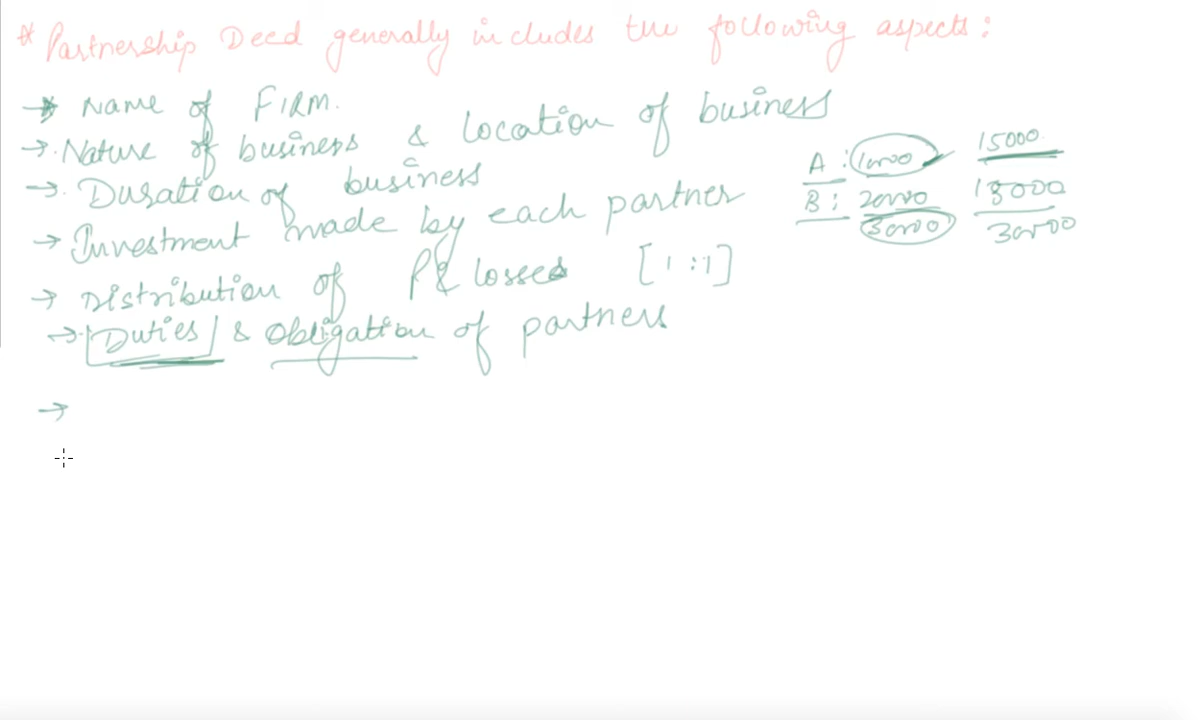 * Partnership Deed generally includes the following aspects:
→ Name of FIRM.
→ Nature of business & location of business
→ Duration of business
→ Investment made by each partner
→ Distribution of P & losses [1:1]
→ Duties & Obligation of partners
→
A: 10000 15000
B: 20000
30000 30000